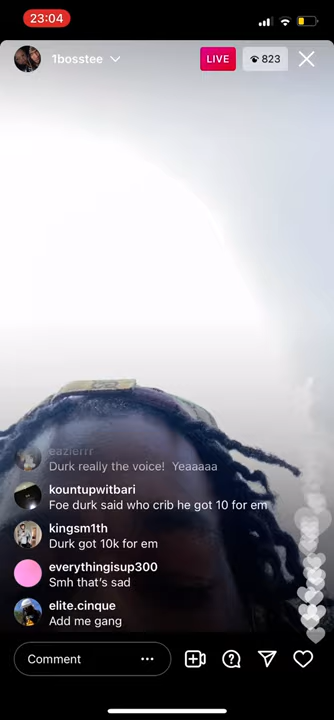 23:04
1bosstee
LIVE
823
eazierrr
Durk really the voice! Yeaaaaa
kountupwitbari
Foe durk said who crib he got 10 for em
kingsm1th
Durk got 10k for em
everythingisup300
Smh that's sad
elite.cinque
Add me gang
Comment